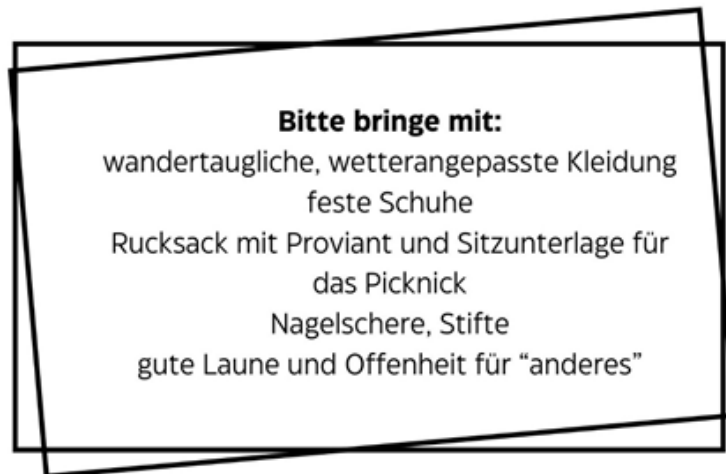 Bitte bringe mit:
wandertaugliche, wetterangepasste Kleidung
feste Schuhe
Rucksack mit Proviant und Sitzunterlage für
das Picknick
Nagelschere, Stifte
gute Laune und Offenheit für “anderes”